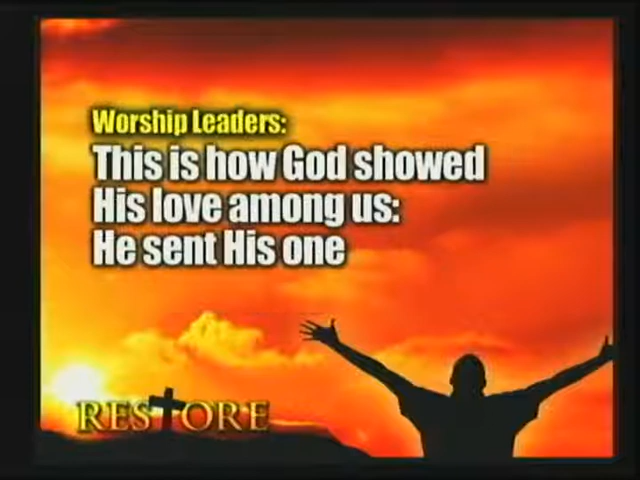 Worship Leaders:
This is how God showed
His love among us:
He sent His one
RESTORE